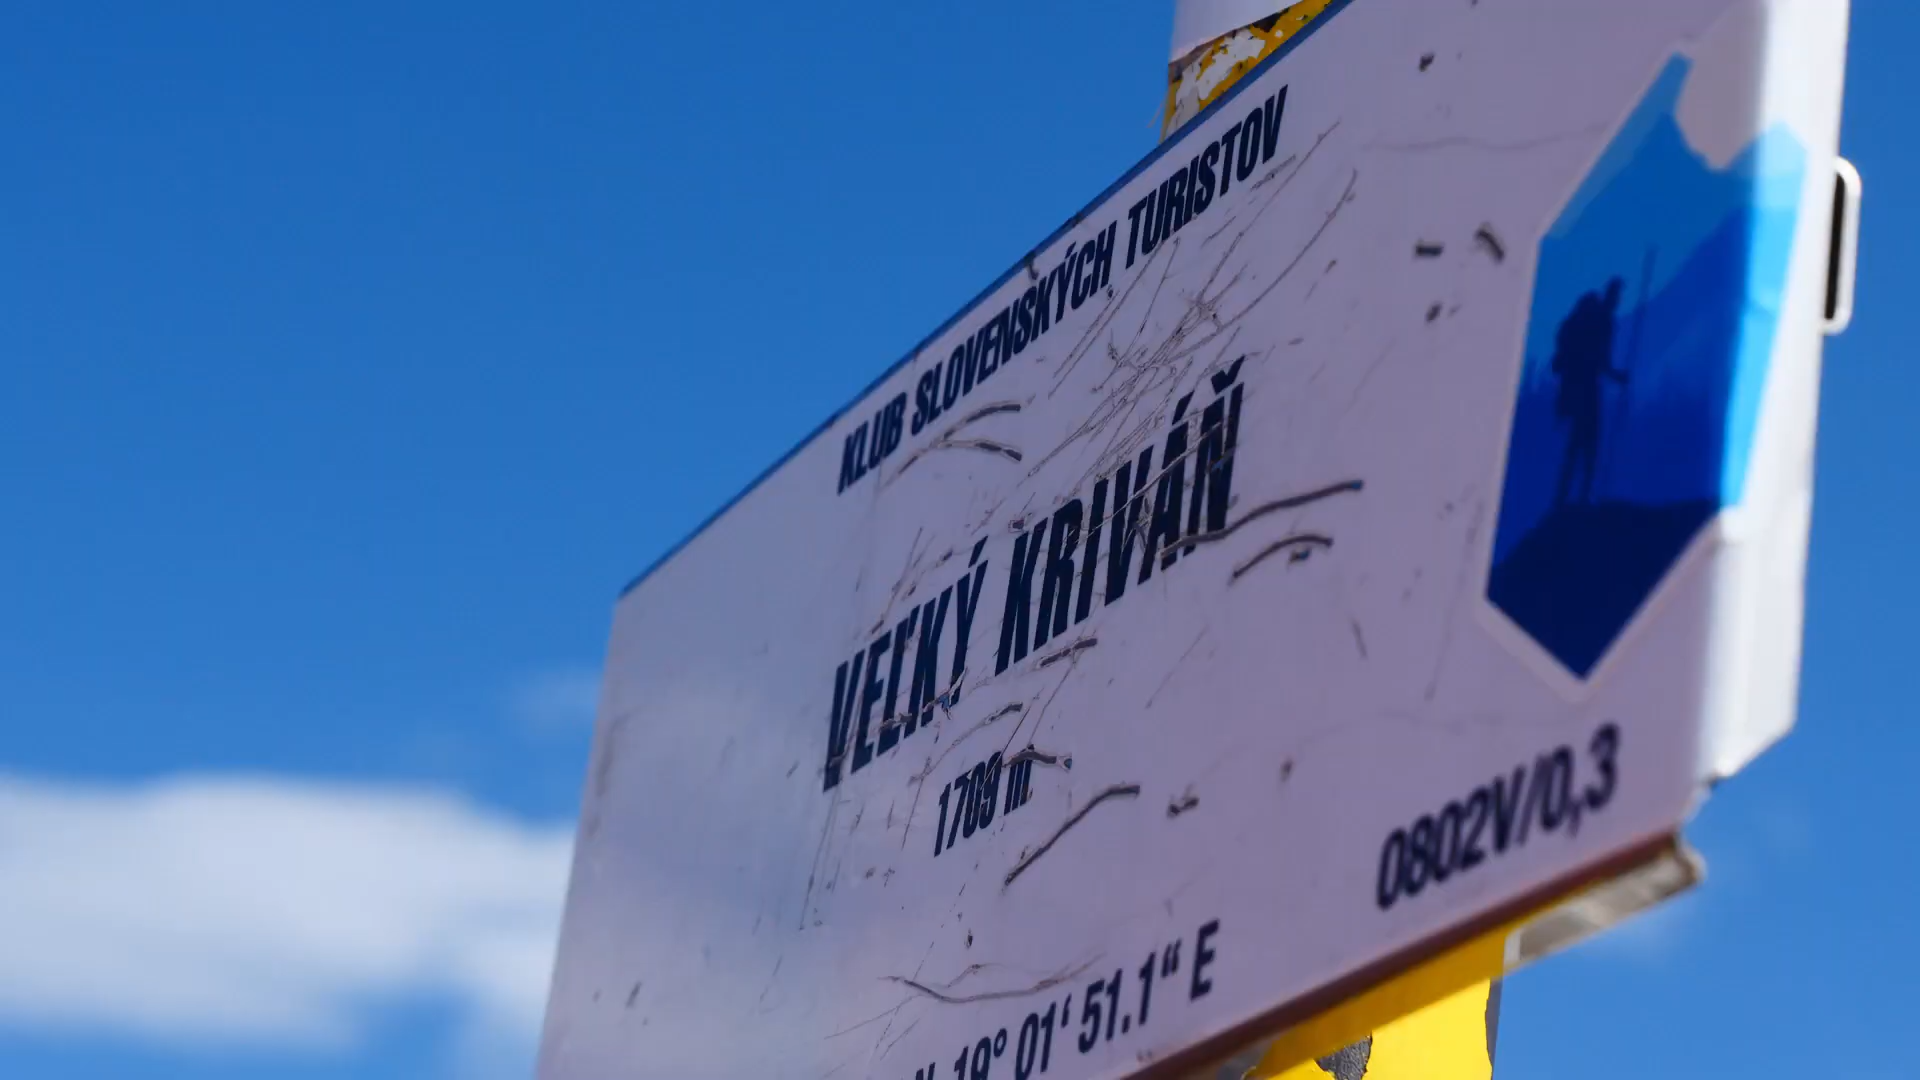 KLUB SLOVENSKÝCH TURISTOV
VEĽKÝ KRIVÁŇ
1709 m
0802V/0,3
N 19° 01‘ 51.1“ E